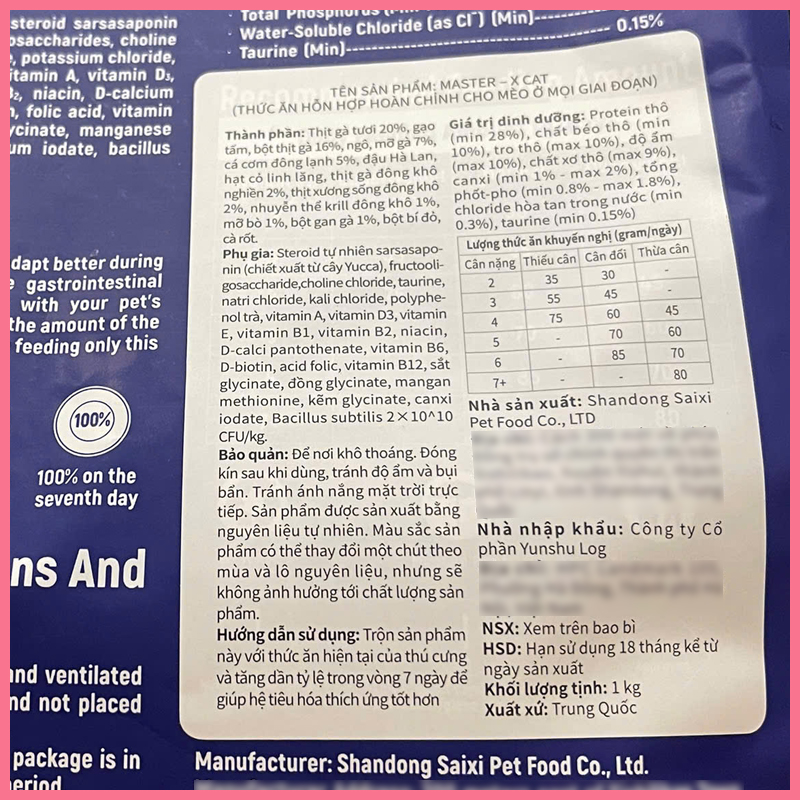 steroid sarsasaponin
osaccharides, choline
, potassium chloride,
itamin A, vitamin D₃,
B₂, niacin, D-calcium
folic acid, vitamin
ycinate, manganese
um iodate, bacillus
dapt better during
gastrointestinal
with your pet's
the amount of the
feeding only this
100%
100% on the
seventh day
ns And
and ventilated
nd not placed
package is in
period
· Total Phosphorus
· Water-Soluble Chloride (as Cl⁻) (Min)
· Taurine (Min) 0.15%
TÊN SẢN PHẨM: MASTER – X CAT
(THỨC ĂN HỖN HỢP HOÀN CHỈNH CHO MÈO Ở MỌI GIAI ĐOẠN)
Thành phần: Thịt gà tươi 20%, gạo
tấm, bột thịt gà 16%, ngô, mỡ gà 7%,
cá cơm đông lạnh 5%, đậu Hà Lan,
hạt cỏ linh lăng, thịt gà đông khô
nghiền 2%, thịt xương sống đông khô
2%, nhuyễn thể krill đông khô 1%,
mỡ bò 1%, bột gan gà 1%, bột bí đỏ,
cà rốt.
Phụ gia: Steroid tự nhiên sarsasapo-
nin (chiết xuất từ cây Yucca), fructooli-
gosaccharide,choline chloride, taurine,
natri chloride, kali chloride, polyphe-
nol trà, vitamin A, vitamin D3, vitamin
E, vitamin B1, vitamin B2, niacin,
D-calci pantothenate, vitamin B6,
D-biotin, acid folic, vitamin B12, sắt
glycinate, đồng glycinate, mangan
methionine, kẽm glycinate, canxi
iodate, Bacillus subtilis 2×10^10
CFU/kg.
Bảo quản: Để nơi khô thoáng. Đóng
kín sau khi dùng, tránh độ ẩm và bụi
bẩn. Tránh ánh nắng mặt trời trực
tiếp. Sản phẩm được sản xuất bằng
nguyên liệu tự nhiên. Màu sắc sản
phẩm có thể thay đổi một chút theo
mùa và lô nguyên liệu, nhưng sẽ
không ảnh hưởng tới chất lượng sản
phẩm.
Hướng dẫn sử dụng: Trộn sản phẩm
này với thức ăn hiện tại của thú cưng
và tăng dần tỷ lệ trong vòng 7 ngày để
giúp hệ tiêu hóa thích ứng tốt hơn
Giá trị dinh dưỡng: Protein thô
(min 28%), chất béo thô (min
10%), tro thô (max 10%), độ ẩm
(max 10%), chất xơ thô (max 9%),
canxi (min 1% - max 2%), tổng
phốt-pho (min 0.8% - max 1.8%),
chloride hòa tan trong nước (min
0.3%), taurine (min 0.15%)
Lượng thức ăn khuyến nghị (gram/ngày)
Cân nặng Thiếu cân Cân đối Thừa cân
2 35 30 -
3 55 45 -
4 75 60 45
5 - 70 60
6 - 85 70
7+ - - 80
Nhà sản xuất: Shandong Saixi
Pet Food Co., LTD
Nhà nhập khẩu: Công ty Cổ
phần Yunshu Log
NSX: Xem trên bao bì
HSD: Hạn sử dụng 18 tháng kể từ
ngày sản xuất
Khối lượng tịnh: 1 kg
Xuất xứ: Trung Quốc
Manufacturer: Shandong Saixi Pet Food Co., Ltd.